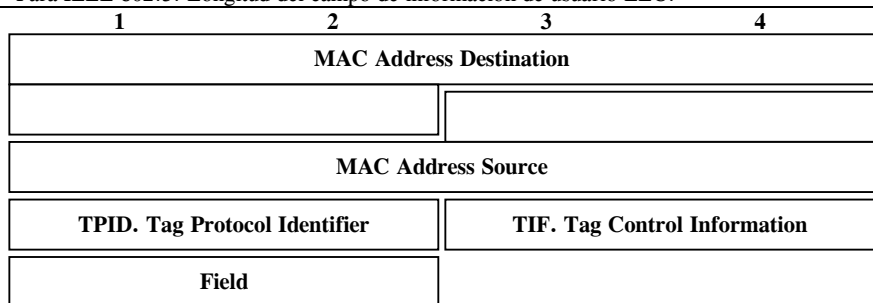 Para IEEE 802.3: Longitud del campo de información de usuario LLC.
1 2 3 4
MAC Address Destination
MAC Address Source
TPID. Tag Protocol Identifier TIF. Tag Control Information
Field